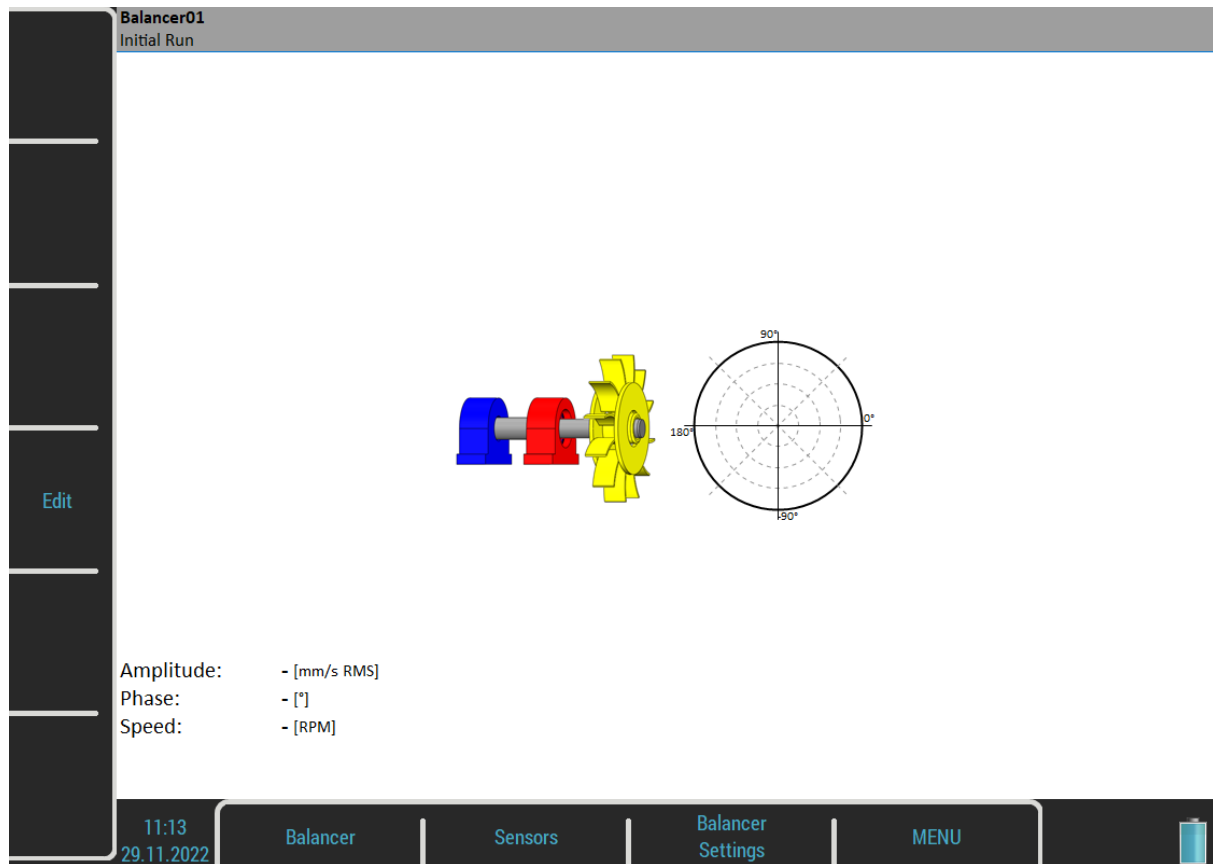 Balancer01
Initial Run
90°
0°
180°
-90°
Edit
Amplitude: - [mm/s RMS]
Phase: - [°]
Speed: - [RPM]
11:13
29.11.2022
Balancer
Sensors
Balancer
Settings
MENU